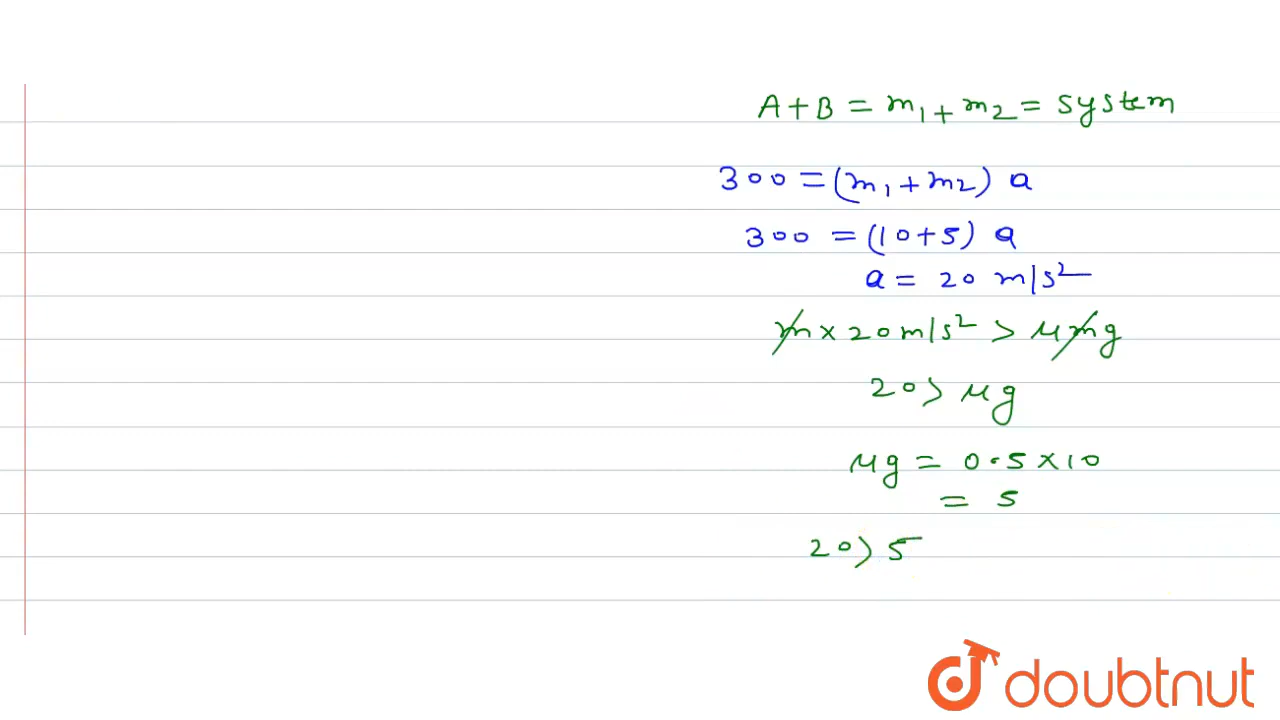 A+B = m₁+m₂ = system
300 = (m₁+m₂) a
300 = (10+5) a
a = 20 m/s²
m × 20 m/s² > μmg
20 > μg
μg = 0.5×10
= 5
20 > 5
doubtnut